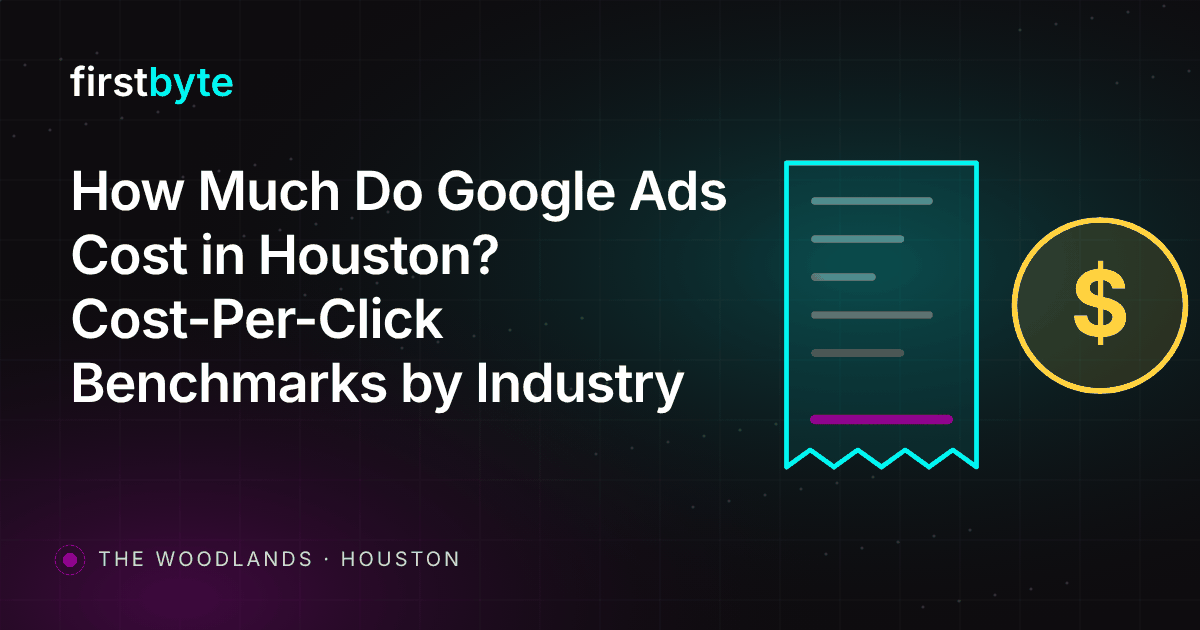 firstbyte
How Much Do Google Ads
Cost in Houston?
Cost-Per-Click
Benchmarks by Industry
$
THE WOODLANDS · HOUSTON